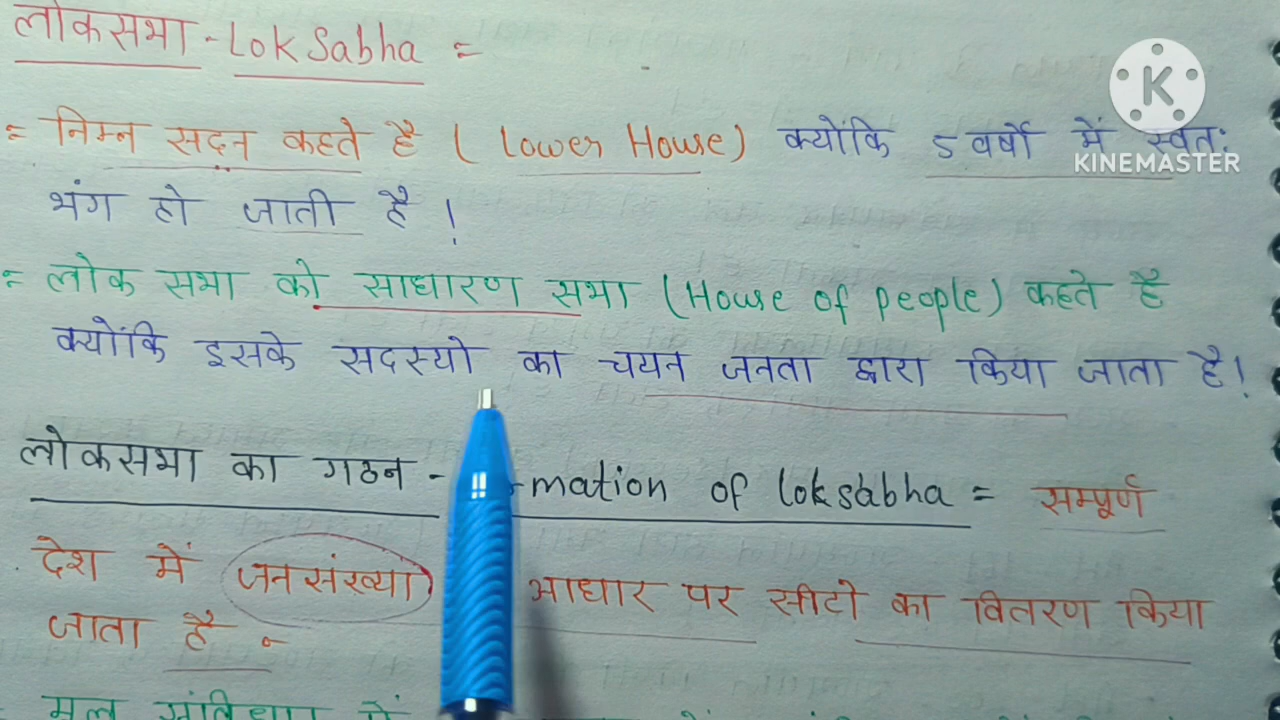 लोकसभा - Lok Sabha =
K
KINEMASTER
= निम्न सदन कहते है ( Lower House) क्योंकि 5 वर्षो में स्वत:
भंग हो जाती है !
= लोक सभा को साधारण सभा (House of people) कहते है
क्योंकि इसके सदस्यो का चयन जनता द्वारा किया जाता है!
लोकसभा का गठन - mation of loksabha = सम्पूर्ण
देश में जनसंख्या आधार पर सीटो का वितरण किया
जाता है -
मूल संविधान में